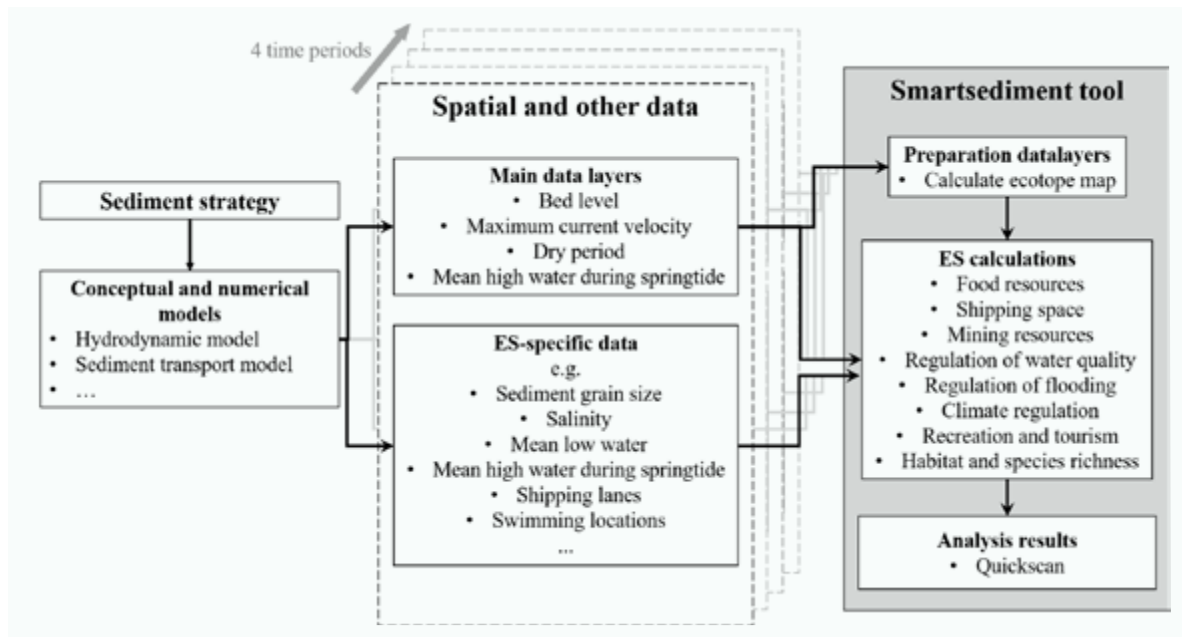 4 time periods
Spatial and other data
Smartsediment tool
Sediment strategy
Conceptual and numerical
models
• Hydrodynamic model
• Sediment transport model
• …
Main data layers
• Bed level
• Maximum current velocity
• Dry period
• Mean high water during springtide
ES-specific data
e.g.
• Sediment grain size
• Salinity
• Mean low water
• Mean high water during springtide
• Shipping lanes
• Swimming locations
...
Preparation datalayers
• Calculate ecotope map
ES calculations
• Food resources
• Shipping space
• Mining resources
• Regulation of water quality
• Regulation of flooding
• Climate regulation
• Recreation and tourism
• Habitat and species richness
Analysis results
• Quickscan